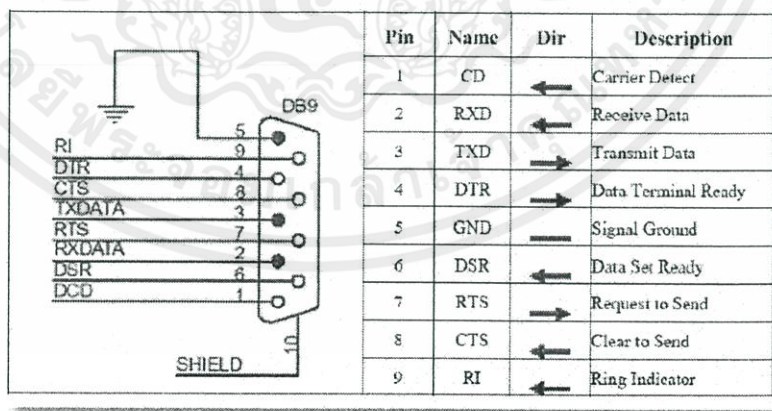 DB9
5
RI 9
DTR 4
CTS 8
TXDATA 3
RTS 7
RXDATA 2
DSR 6
DCD 1
10
SHIELD
Pin Name Dir Description
1 CD Carrier Detect
2 RXD Receive Data
3 TXD Transmit Data
4 DTR Data Terminal Ready
5 GND Signal Ground
6 DSR Data Set Ready
7 RTS Request to Send
8 CTS Clear to Send
9 RI Ring Indicator